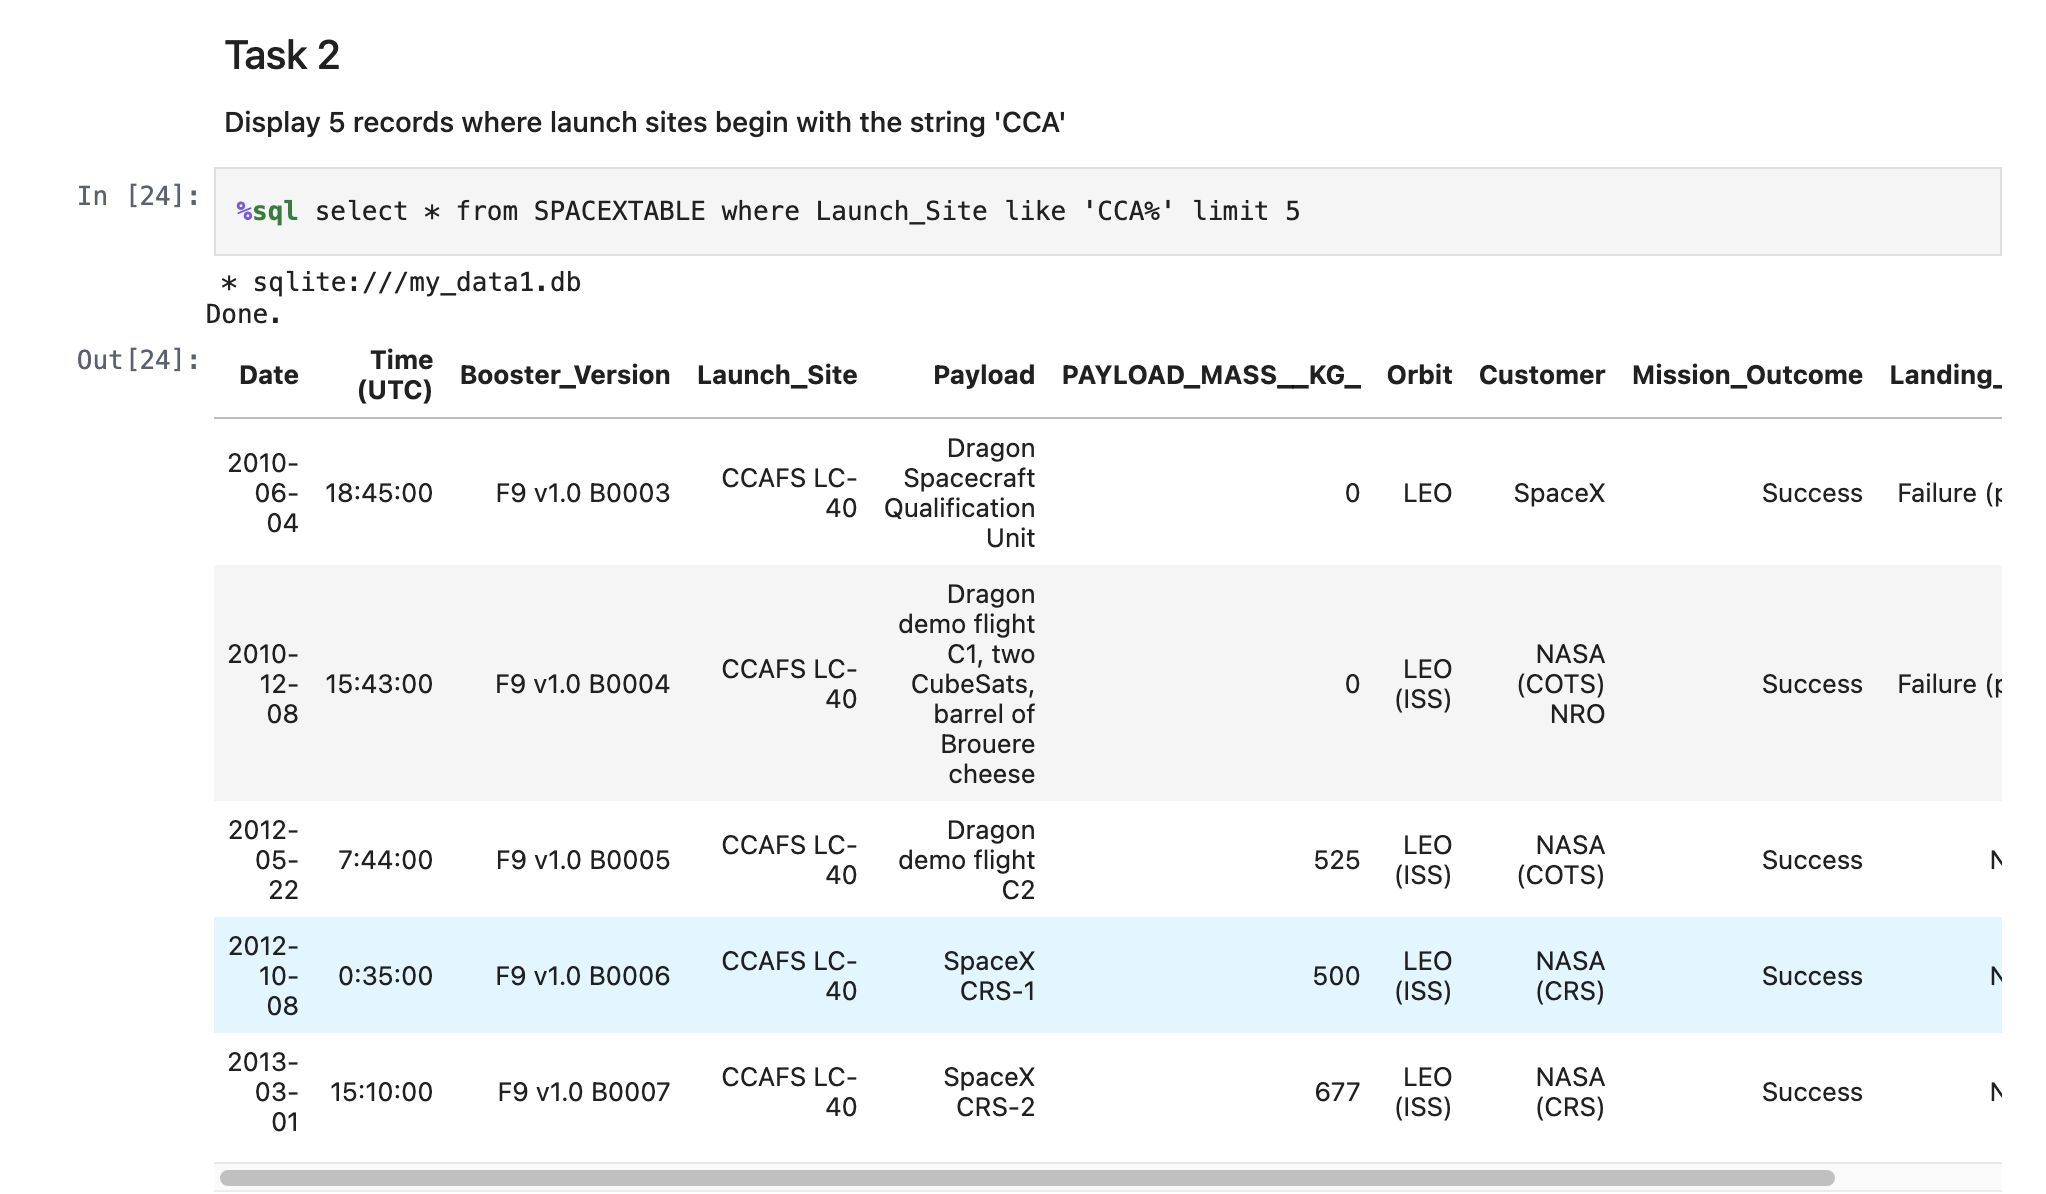 Task 2
Display 5 records where launch sites begin with the string 'CCA'
In [24]:
%sql select * from SPACEXTABLE where Launch_Site like 'CCA%' limit 5
* sqlite:///my_data1.db
Done.
Out[24]:
Date Time (UTC) Booster_Version Launch_Site Payload PAYLOAD_MASS__KG_ Orbit Customer Mission_Outcome Landing_
2010-06-04 18:45:00 F9 v1.0 B0003 CCAFS LC-40 Dragon Spacecraft Qualification Unit 0 LEO SpaceX Success Failure (p
2010-12-08 15:43:00 F9 v1.0 B0004 CCAFS LC-40 Dragon demo flight C1, two CubeSats, barrel of Brouere cheese 0 LEO (ISS) NASA (COTS) NRO Success Failure (p
2012-05-22 7:44:00 F9 v1.0 B0005 CCAFS LC-40 Dragon demo flight C2 525 LEO (ISS) NASA (COTS) Success N
2012-10-08 0:35:00 F9 v1.0 B0006 CCAFS LC-40 SpaceX CRS-1 500 LEO (ISS) NASA (CRS) Success N
2013-03-01 15:10:00 F9 v1.0 B0007 CCAFS LC-40 SpaceX CRS-2 677 LEO (ISS) NASA (CRS) Success N